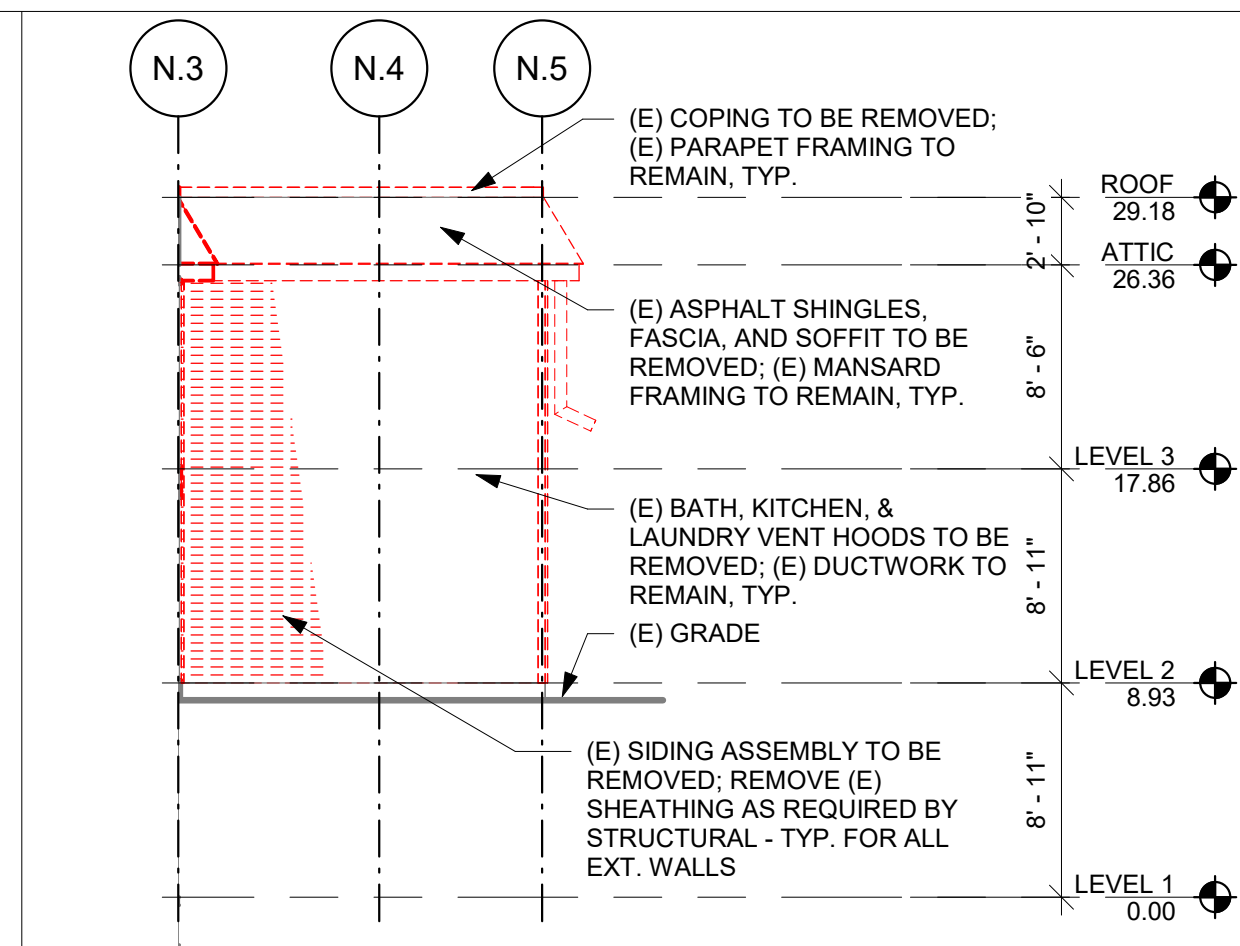 N.3
N.4
N.5
(E) COPING TO BE REMOVED;
(E) PARAPET FRAMING TO
REMAIN, TYP.
ROOF
29.18
2' - 10"
ATTIC
26.36
(E) ASPHALT SHINGLES,
FASCIA, AND SOFFIT TO BE
REMOVED; (E) MANSARD
FRAMING TO REMAIN, TYP.
8' - 6"
LEVEL 3
17.86
(E) BATH, KITCHEN, &
LAUNDRY VENT HOODS TO BE
REMOVED; (E) DUCTWORK TO
REMAIN, TYP.
8' - 11"
(E) GRADE
LEVEL 2
8.93
(E) SIDING ASSEMBLY TO BE
REMOVED; REMOVE (E)
SHEATHING AS REQUIRED BY
STRUCTURAL - TYP. FOR ALL
EXT. WALLS
8' - 11"
LEVEL 1
0.00